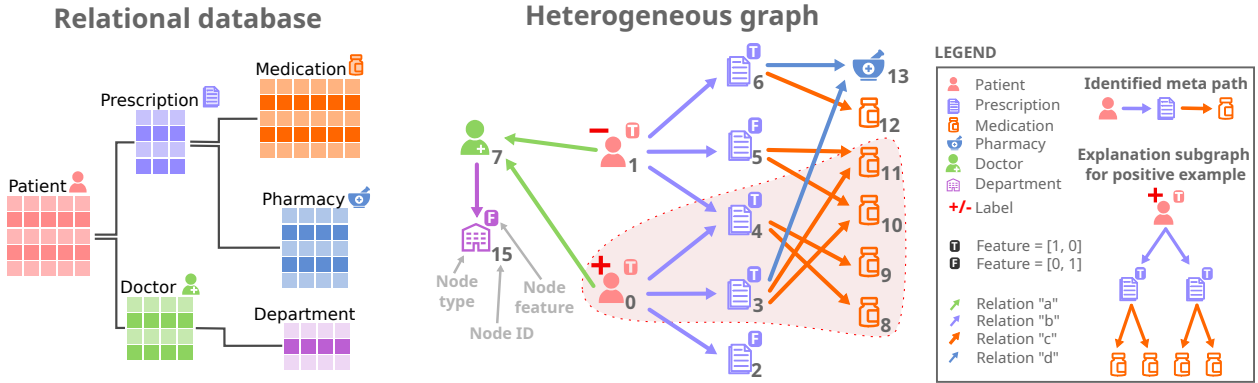 Relational database
Medication
Prescription
Patient
Pharmacy
Doctor
Department
Heterogeneous graph
T
6
13
12
F
5
T
1
7
11
T
4
10
F
15
9
T
0
T
3
8
F
2
Node
type
Node ID
Node
feature
LEGEND
Patient
Prescription
Medication
Pharmacy
Doctor
Department
+/- Label
T Feature = [1, 0]
F Feature = [0, 1]
Relation "a"
Relation "b"
Relation "c"
Relation "d"
Identified meta path
Explanation subgraph
for positive example
+ T
T
T